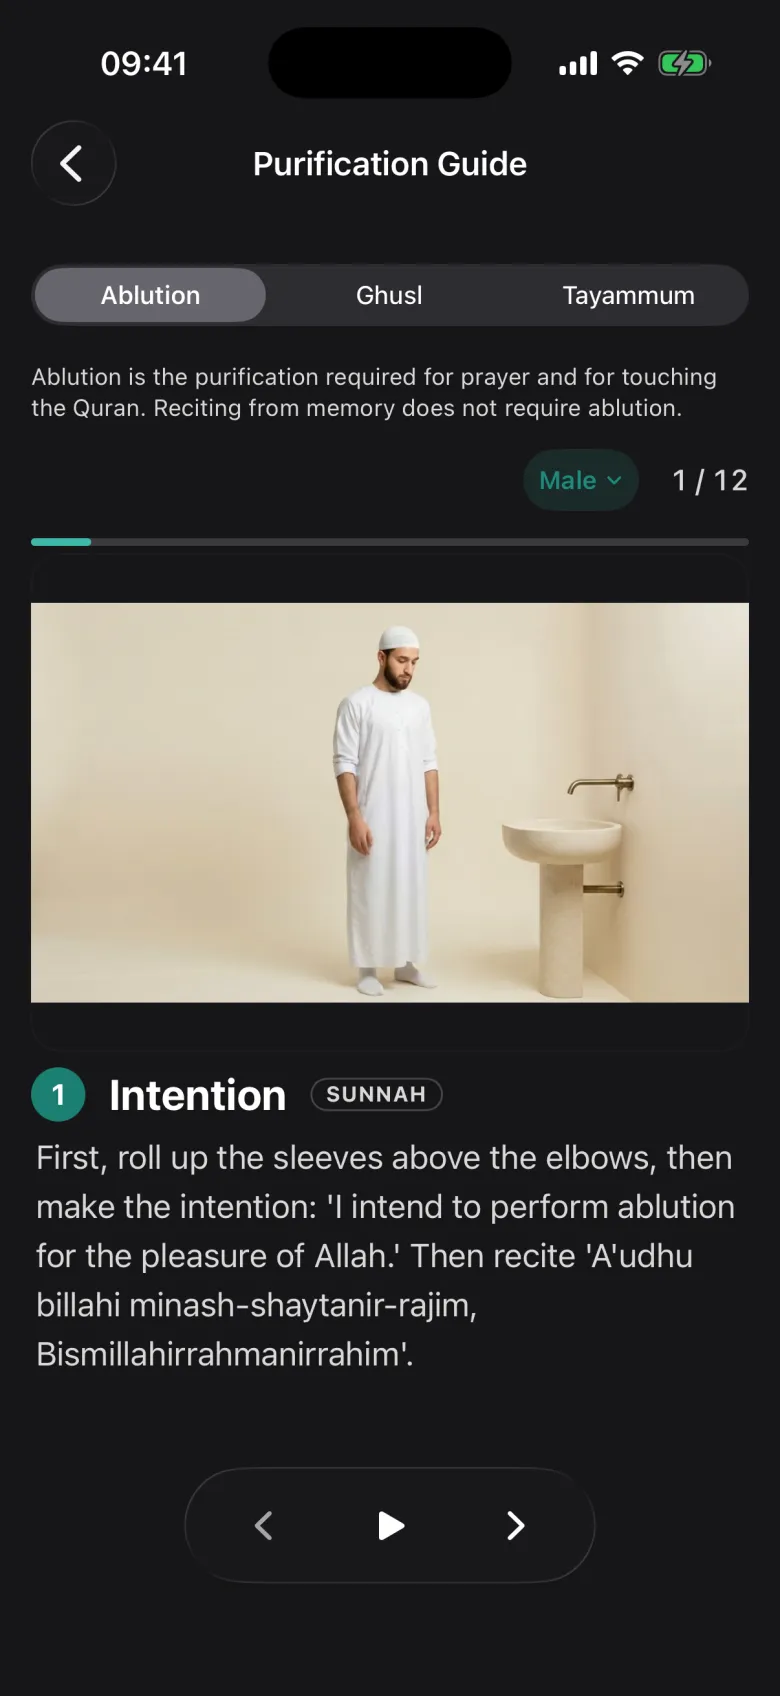 09:41
Purification Guide
Ablution
Ghusl
Tayammum
Ablution is the purification required for prayer and for touching
the Quran. Reciting from memory does not require ablution.
Male
1 / 12
1 Intention SUNNAH
First, roll up the sleeves above the elbows, then
make the intention: 'I intend to perform ablution
for the pleasure of Allah.' Then recite 'A'udhu
billahi minash-shaytanir-rajim,
Bismillahirrahmanirrahim'.